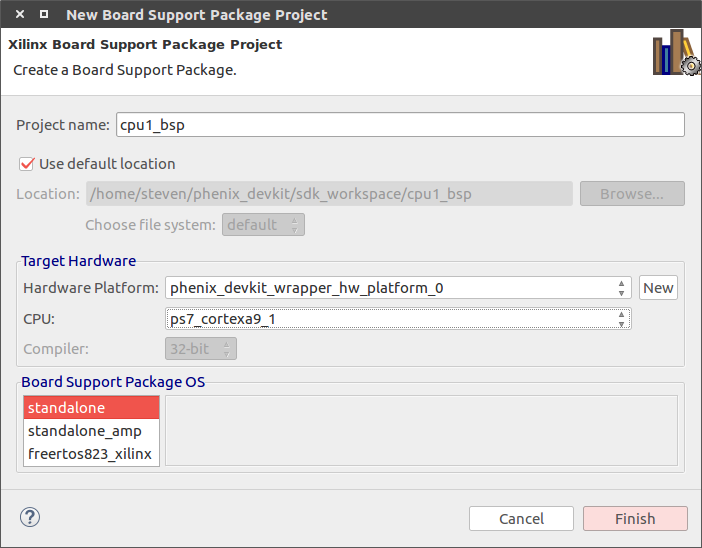 New Board Support Package Project
Xilinx Board Support Package Project
Create a Board Support Package.
Project name: cpu1_bsp
Use default location
Location: /home/steven/phenix_devkit/sdk_workspace/cpu1_bsp Browse...
Choose file system: default
Target Hardware
Hardware Platform: phenix_devkit_wrapper_hw_platform_0 New
CPU: ps7_cortexa9_1
Compiler: 32-bit
Board Support Package OS
standalone
standalone_amp
freertos823_xilinx
? Cancel Finish